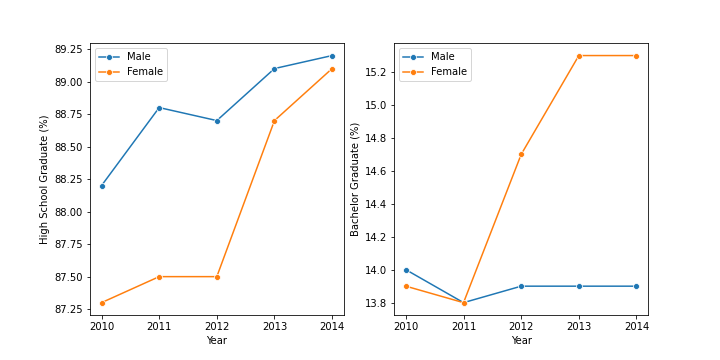 89.25
89.00
88.75
88.50
88.25
88.00
87.75
87.50
87.25
High School Graduate (%)
Male
Female
2010 2011 2012 2013 2014
Year
15.2
15.0
14.8
14.6
14.4
14.2
14.0
13.8
Bachelor Graduate (%)
Male
Female
2010 2011 2012 2013 2014
Year